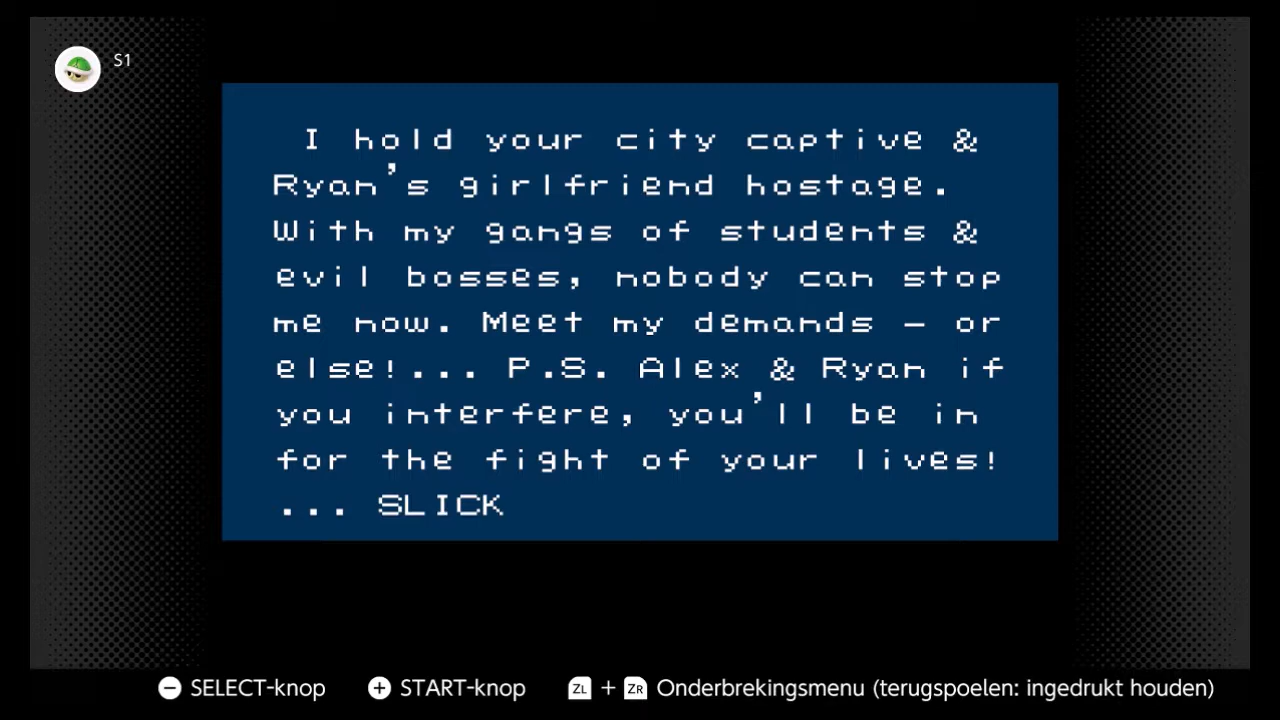 S1
I hold your city captive &
Ryan's girlfriend hostage.
With my gangs of students &
evil bosses, nobody can stop
me now. Meet my demands – or
else!... P.S. Alex & Ryan if
you interfere, you'll be in
for the fight of your lives!
... SLICK
SELECT-knop START-knop ZL + ZR Onderbrekingsmenu (terugspoelen: ingedrukt houden)